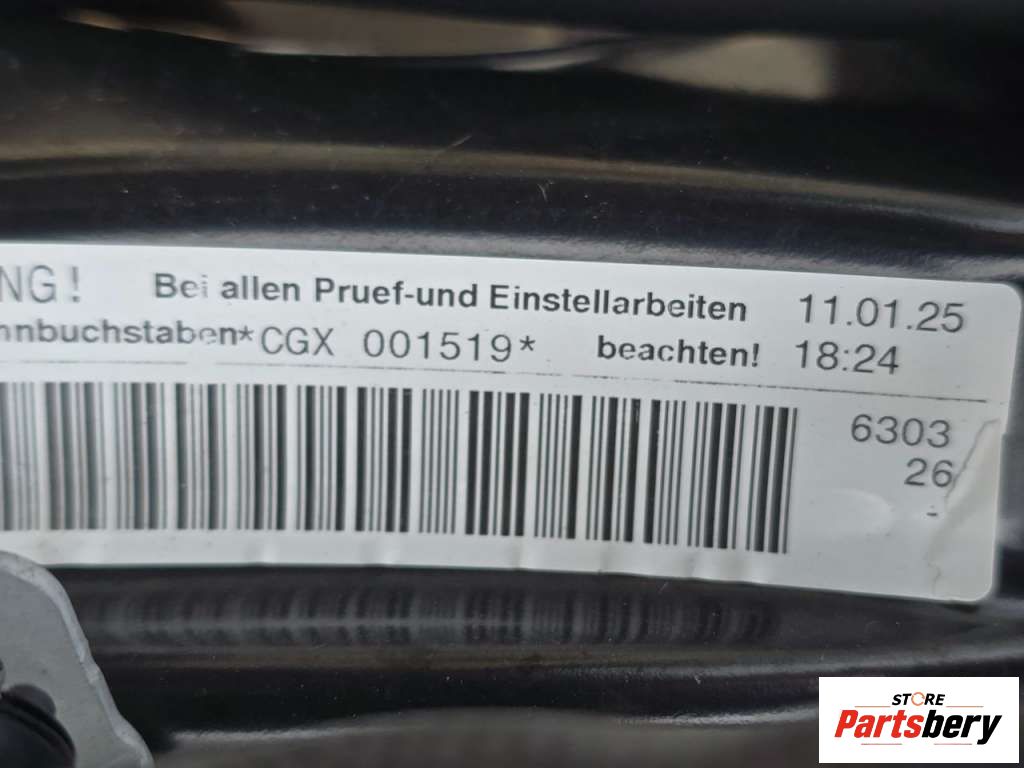 NG! Bei allen Pruef-und Einstellarbeiten 11.01.25
nnbuchstaben*CGX 001519* beachten! 18:24
6303
26
-
STORE
Partsbery